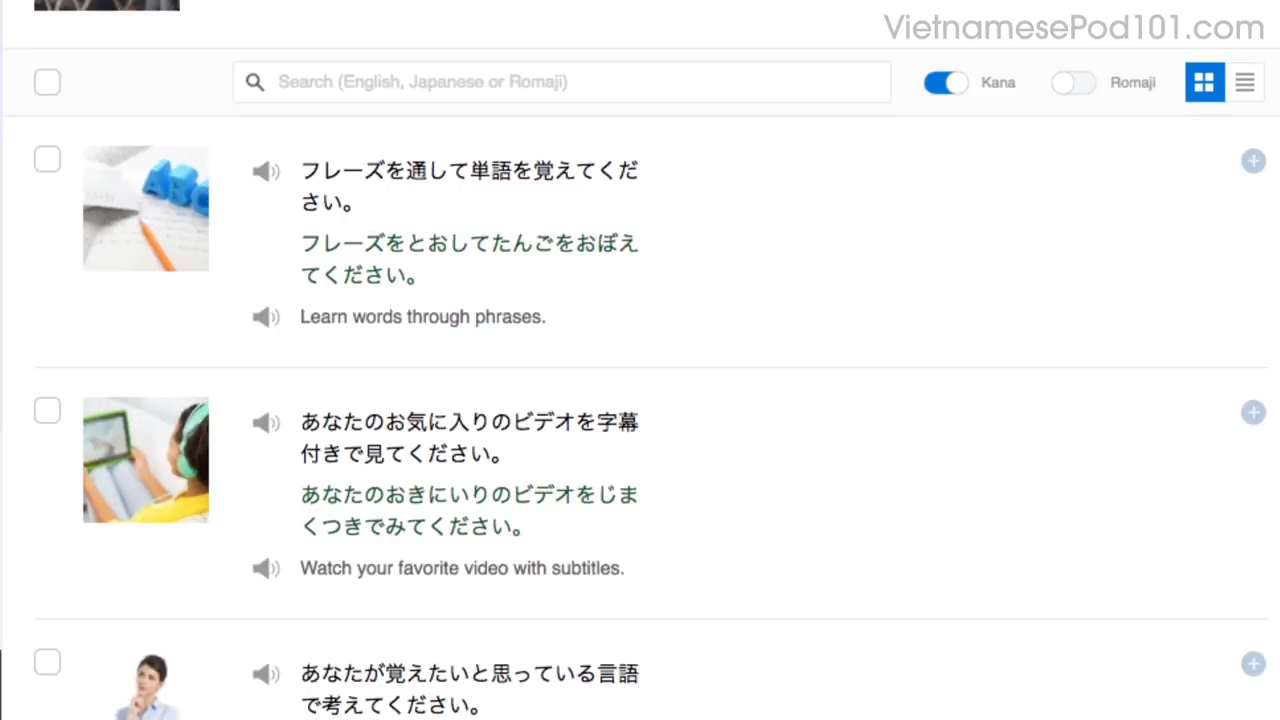 VietnamesePod101.com
Search (English, Japanese or Romaji)
Kana
Romaji
フレーズを通して単語を覚えてくだ
さい。
フレーズをとおしてたんごをおぼえ
てください。
Learn words through phrases.
あなたのお気に入りのビデオを字幕
付きで見てください。
あなたのおきにいりのビデオをじま
くつきでみてください。
Watch your favorite video with subtitles.
あなたが覚えたいと思っている言語
で考えてください。